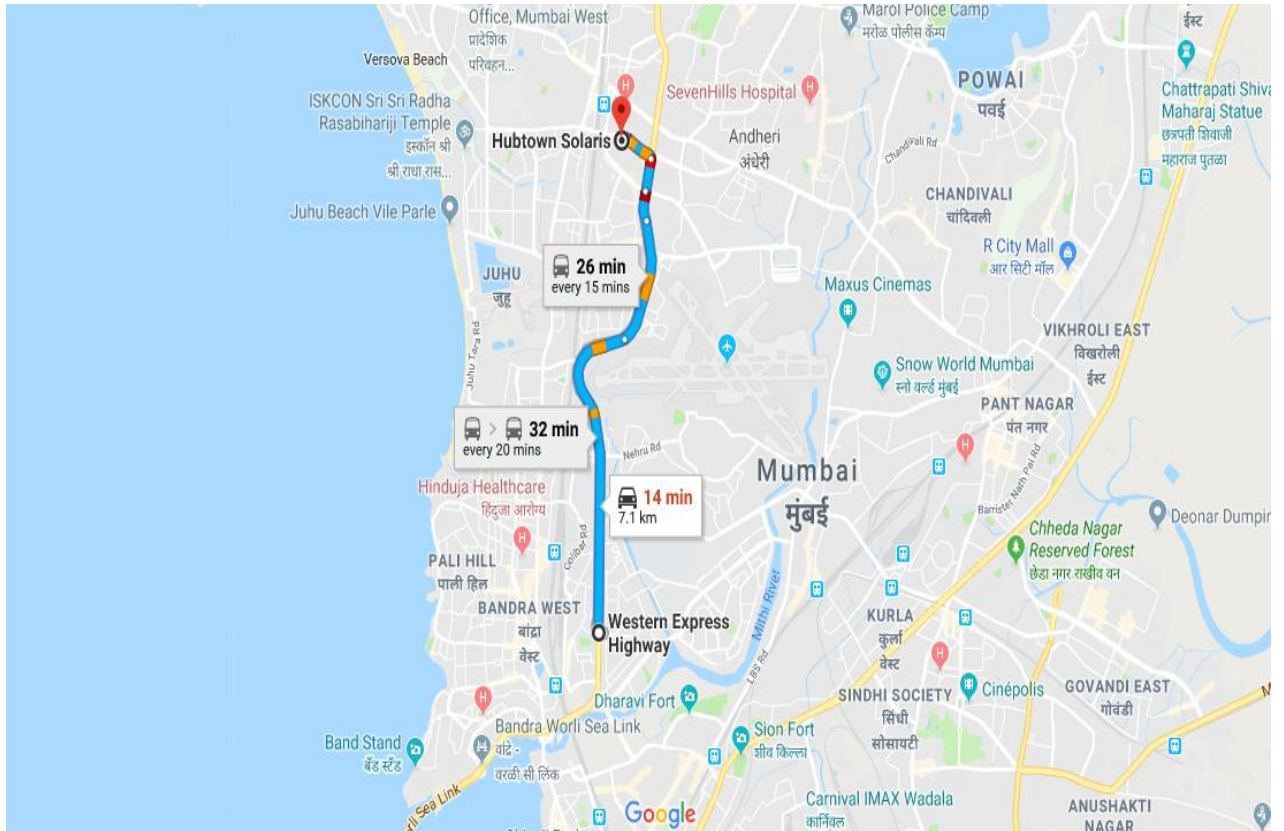 Office, Mumbai West
प्रादेशिक
परिवहन...
Marol Police Camp
मरोळ पोलीस कॅम्प
ईस्ट
Versova Beach
POWAI
पवई
SevenHills Hospital
Chattrapati Shiva
Maharaj Statue
छत्रपती शिवाजी
महाराज पुतळा
ISKCON Sri Sri Radha
Rasabihariji Temple
इस्कॉन श्री
श्री राधा रास...
Hubtown Solaris
Andheri
अंधेरी
Chandivali Rd
CHANDIVALI
चांदिवली
Juhu Beach Vile Parle
R City Mall
आर सिटी मॉल
26 min
every 15 mins
JUHU
जुहू
Maxus Cinemas
Juhu Tara Rd
VIKHROLI EAST
विखरोली
ईस्ट
Snow World Mumbai
स्नो वर्ल्ड मुंबई
PANT NAGAR
पंत नगर
32 min
every 20 mins
Nehru Rd
Mumbai
मुंबई
Barrister Nath Pai Rd
Hinduja Healthcare
हिंदुजा आरोग्य
14 min
7.1 km
Deonar Dumpin
Chheda Nagar
Reserved Forest
छेडा नगर राखीव वन
Golibar Rd
PALI HILL
पाली हिल
BANDRA WEST
बांद्रा
वेस्ट
Western Express
Highway
Mithi River
LBS Rd
KURLA
कुर्ला
वेस्ट
Dharavi Fort
SINDHI SOCIETY
सिंधी
सोसायटी
Cinépolis
GOVANDI EAST
गोवंडी
Bandra Worli Sea Link
वांद्रे -
वरळी सी लिंक
Sion Fort
शीव किल्ला
Band Stand
बँड स्टँड
Sea Link
Google
Carnival IMAX Wadala
कार्निवल
ANUSHAKTI
NAGAR